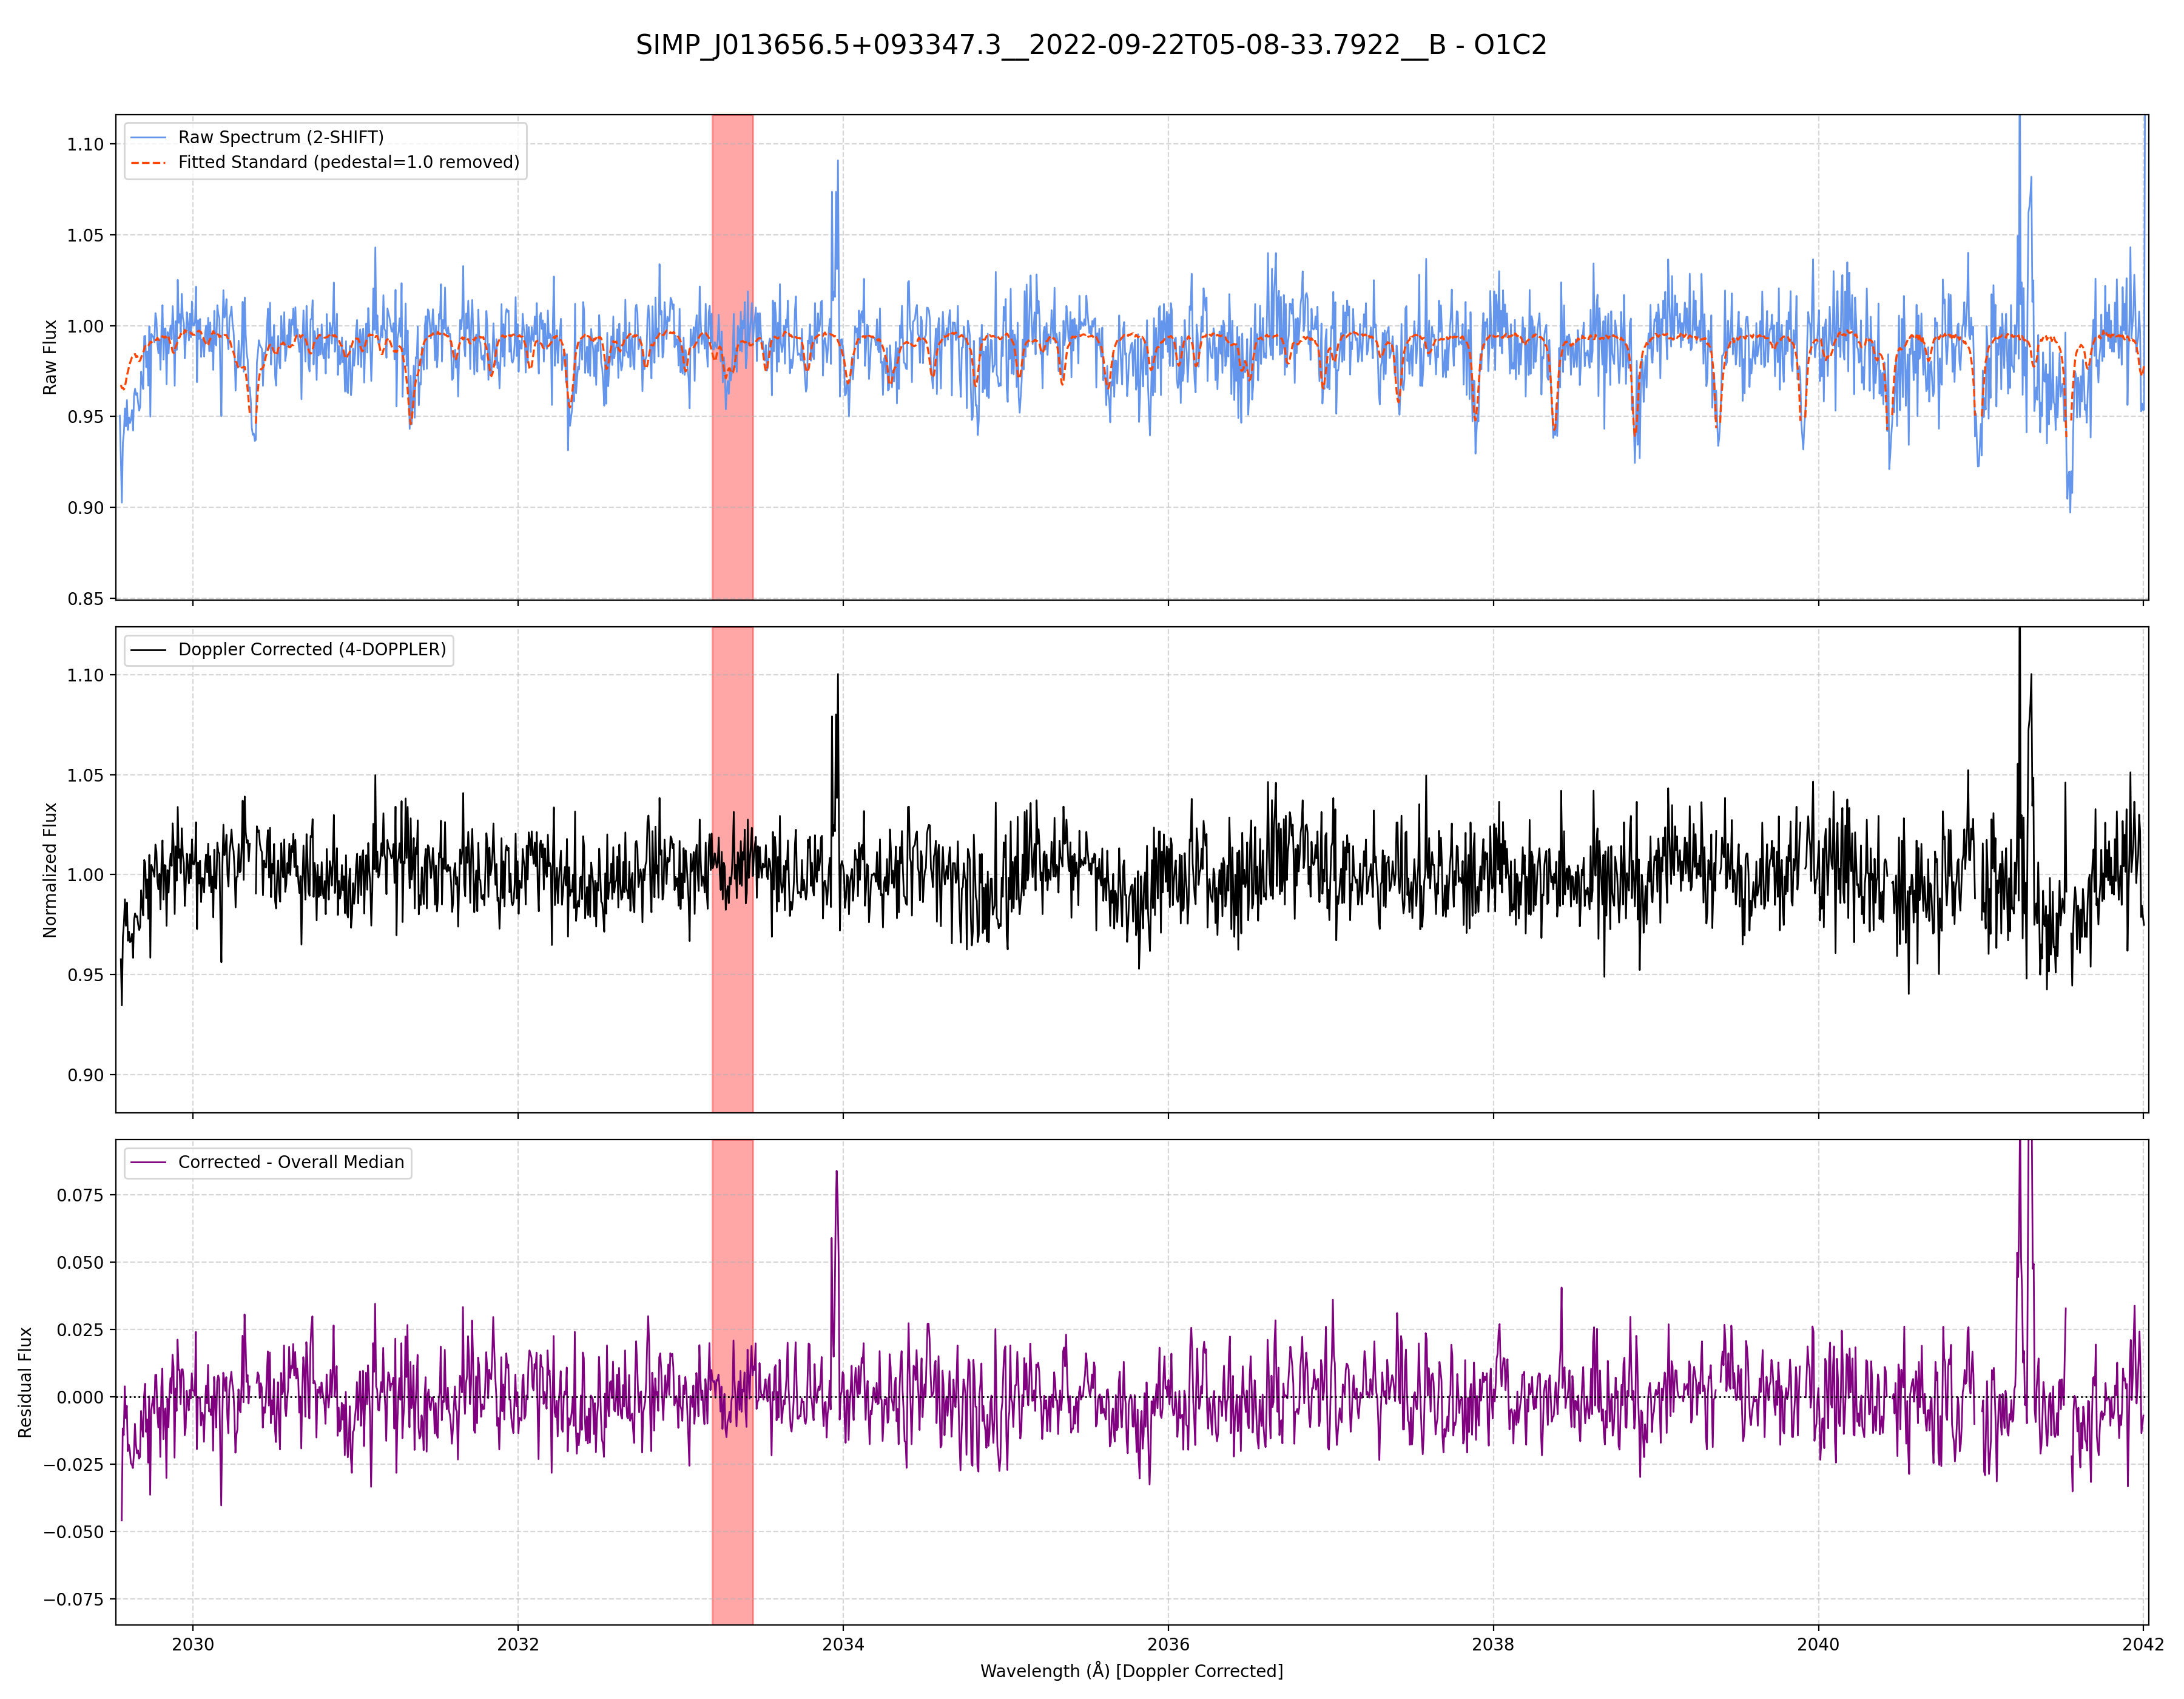 SIMP_J013656.5+093347.3__2022-09-22T05-08-33.7922__B - O1C2
Raw Spectrum (2-SHIFT)
Fitted Standard (pedestal=1.0 removed)
1.10
1.05
1.00
0.95
0.90
0.85
Raw Flux
Doppler Corrected (4-DOPPLER)
1.10
1.05
1.00
0.95
0.90
Normalized Flux
Corrected - Overall Median
0.075
0.050
0.025
0.000
−0.025
−0.050
−0.075
Residual Flux
2030
2032
2034
2036
2038
2040
2042
Wavelength (Å) [Doppler Corrected]